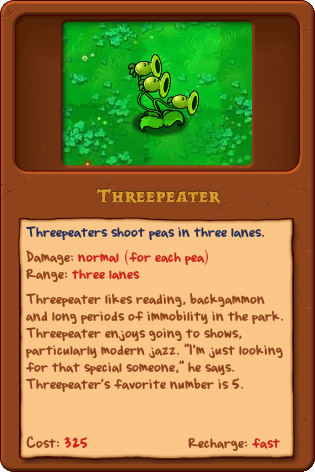 Threepeater
Threepeaters shoot peas in three lanes.
Damage: normal (for each pea)
Range: three lanes
Threepeater likes reading, backgammon
and long periods of immobility in the park.
Threepeater enjoys going to shows,
particularly modern jazz. "I'm just looking
for that special someone," he says.
Threepeater's favorite number is 5.
Cost: 325 Recharge: fast